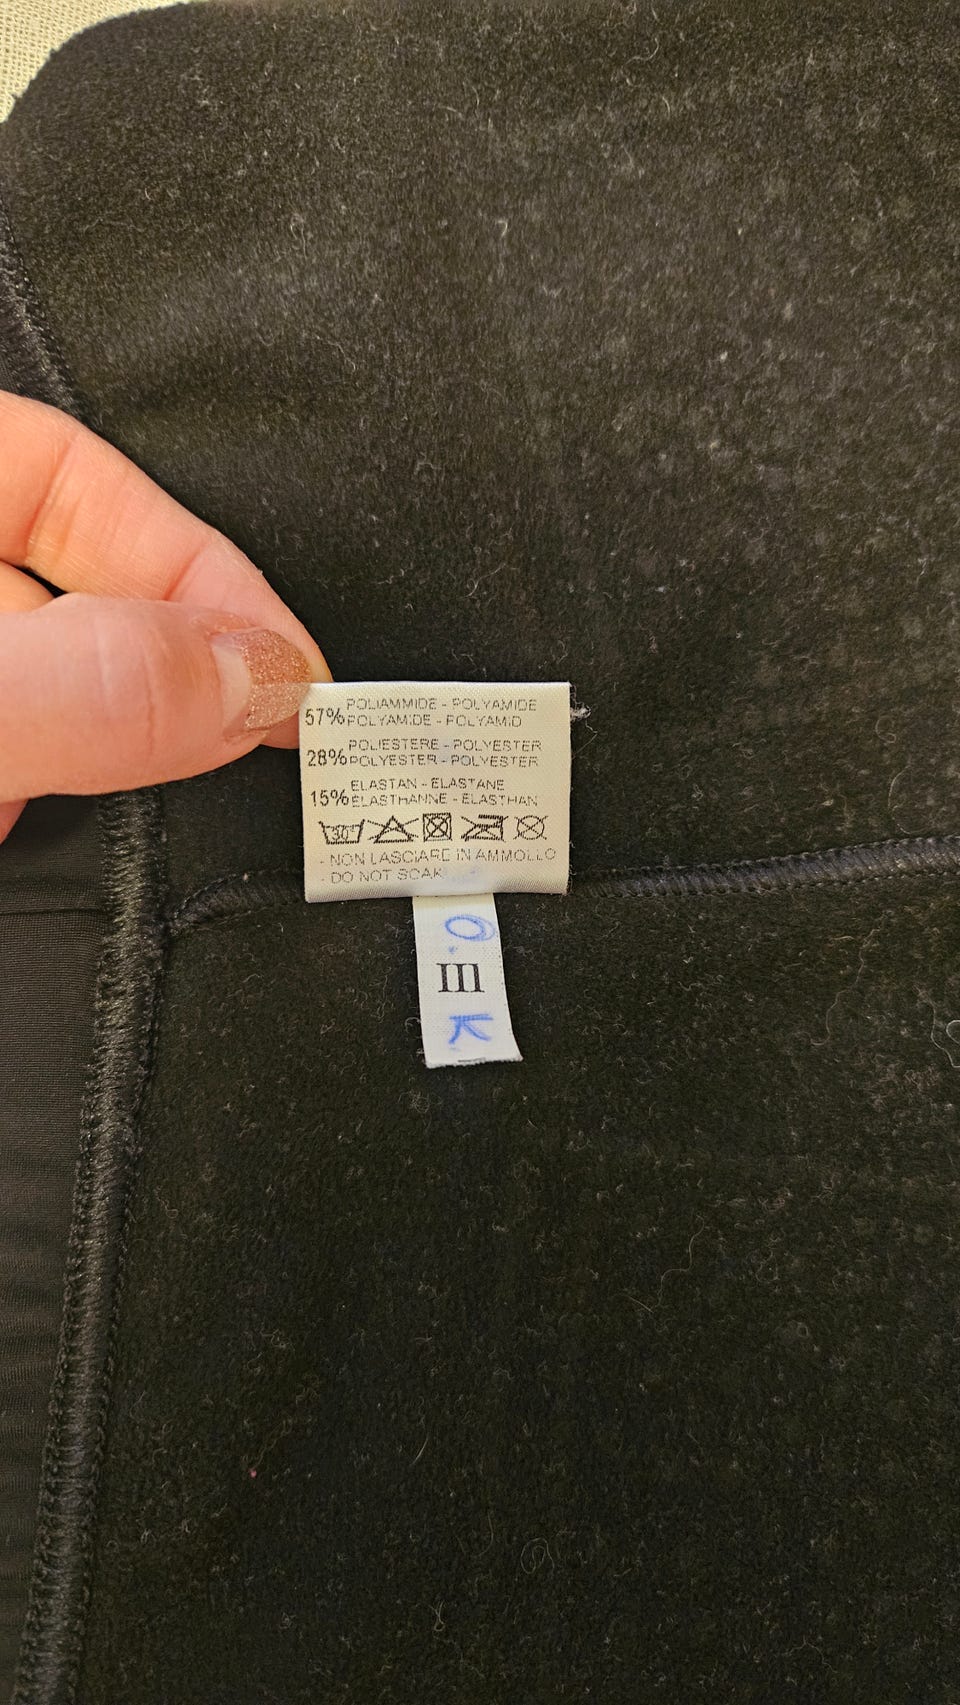 57% POLIAMMIDE - POLYAMIDE
POLYAMIDE - POLYAMID
28% POLIESTERE - POLYESTER
POLYESTER - POLYESTER
15% ELASTAN - ELASTANE
ELASTHANNE - ELASTHAN
30
- NON LASCIARE IN AMMOLLO
- DO NOT SOAK
O.
III
K